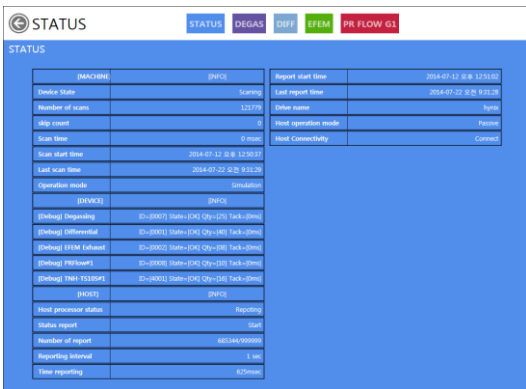 STATUS
STATUS DEGAS DIFF EFEM PR FLOW G1
STATUS
[MACHINE] [INFO]
Device State Scaning
Number of scans 121779
skip count 0
Scan time 0 msec
Scan start time 2014-07-12 오후 12:50:37
Last scan time 2014-07-22 오전 9:31:29
Operation mode Simulation
[DEVICE] [INFO]
[Debug] Degassing ID=[0007] State=[OK] Qty=[25] Tack=[0ms]
[Debug] Differential ID=[0001] State=[OK] Qty=[40] Tack=[0ms]
[Debug] EFEM Exhaust ID=[0002] State=[OK] Qty=[08] Tack=[0ms]
[Debug] PRFlow#1 ID=[0008] State=[OK] Qty=[10] Tack=[0ms]
[Debug] TNH-TS10S#1 ID=[4001] State=[OK] Qty=[16] Tack=[0ms]
[HOST] [INFO]
Host processor status Repoting
Status report Start
Number of report 685344/999999
Reporting interval 1 sec
Time reporting 625msec
Report start time 2014-07-12 오후 12:51:02
Last report time 2014-07-22 오전 9:31:28
Drive name Rynix
Host operation mode Passive
Host Connectivity Connect